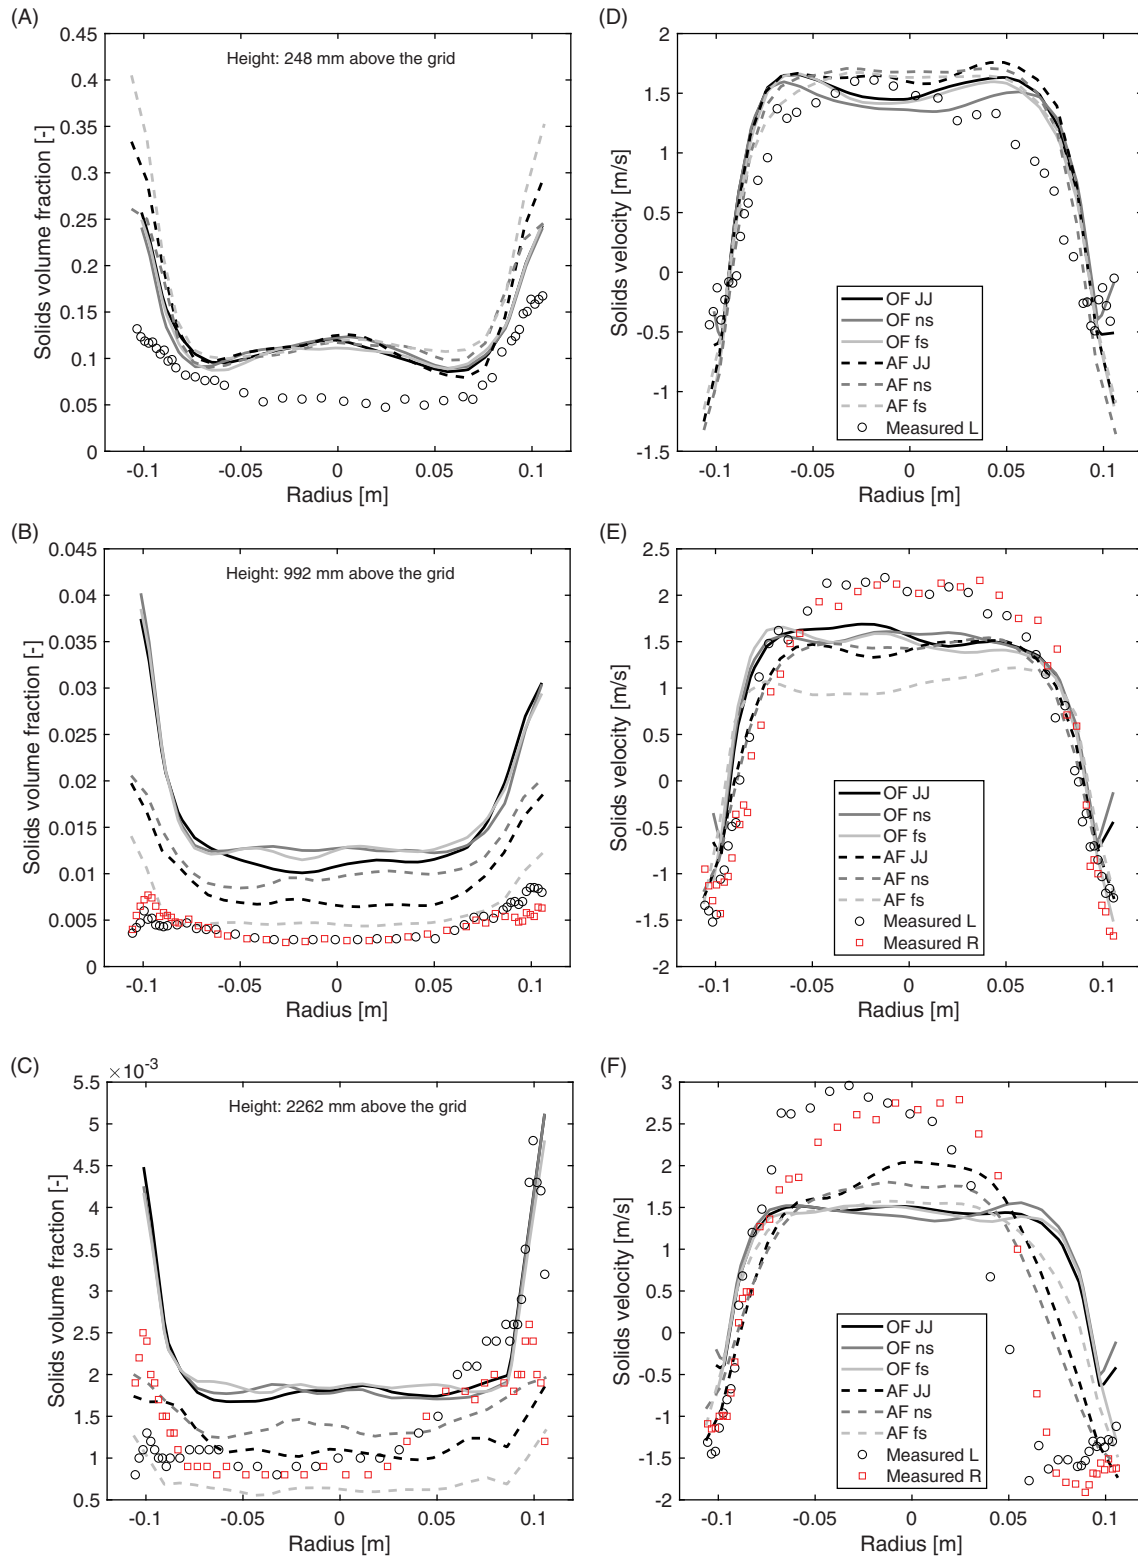 (A)
Height: 248 mm above the grid
Solids volume fraction [-]
0.45
0.4
0.35
0.3
0.25
0.2
0.15
0.1
0.05
0
-0.1
-0.05
0
0.05
0.1
Radius [m]
(D)
Solids velocity [m/s]
2
1.5
1
0.5
0
-0.5
-1
-1.5
OF JJ
OF ns
OF fs
AF JJ
AF ns
AF fs
Measured L
-0.1
-0.05
0
0.05
0.1
Radius [m]
(B)
Height: 992 mm above the grid
Solids volume fraction [-]
0.045
0.04
0.035
0.03
0.025
0.02
0.015
0.01
0.005
0
-0.1
-0.05
0
0.05
0.1
Radius [m]
(E)
Solids velocity [m/s]
2.5
2
1.5
1
0.5
0
-0.5
-1
-1.5
-2
OF JJ
OF ns
OF fs
AF JJ
AF ns
AF fs
Measured L
Measured R
-0.1
-0.05
0
0.05
0.1
Radius [m]
(C)
×10-3
Height: 2262 mm above the grid
Solids volume fraction [-]
5.5
5
4.5
4
3.5
3
2.5
2
1.5
1
0.5
-0.1
-0.05
0
0.05
0.1
Radius [m]
(F)
Solids velocity [m/s]
3
2.5
2
1.5
1
0.5
0
-0.5
-1
-1.5
-2
OF JJ
OF ns
OF fs
AF JJ
AF ns
AF fs
Measured L
Measured R
-0.1
-0.05
0
0.05
0.1
Radius [m]